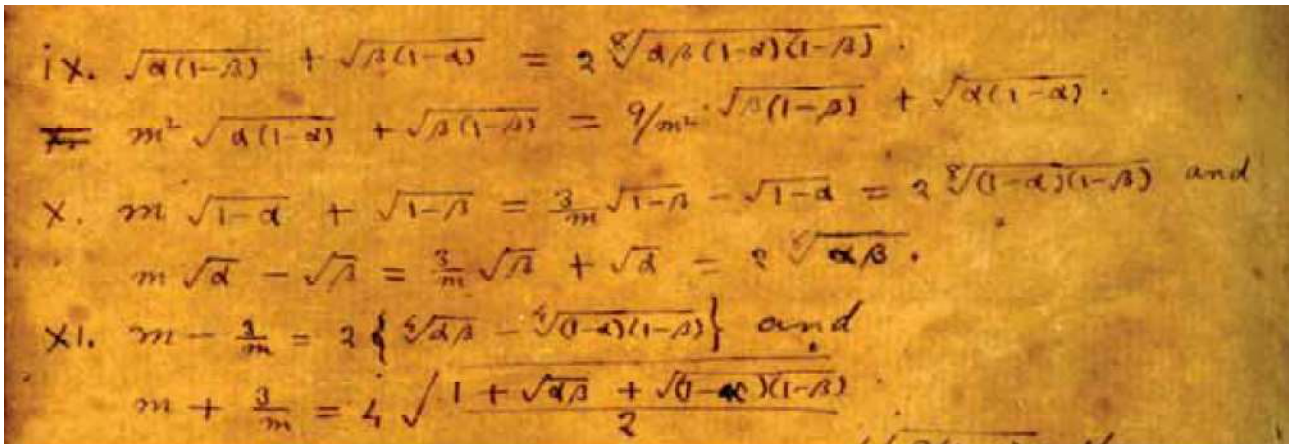 ix. √α(1-β) + √β(1-α) = 2 ⁸√αβ(1-α)(1-β).
m² √α(1-α) + √β(1-β) = 9/m² √β(1-β) + √α(1-α).
x. m √1-α + √1-β = 3/m √1-β - √1-α = 2 ⁸√(1-α)(1-β) and
m √α - √β = 3/m √β + √α = 2 ⁸√αβ.
xi. m - 3/m = 2 { ⁴√αβ - ⁴√(1-α)(1-β) } and
m + 3/m = 4 √ 1 + √αβ + √(1-α)(1-β) / 2